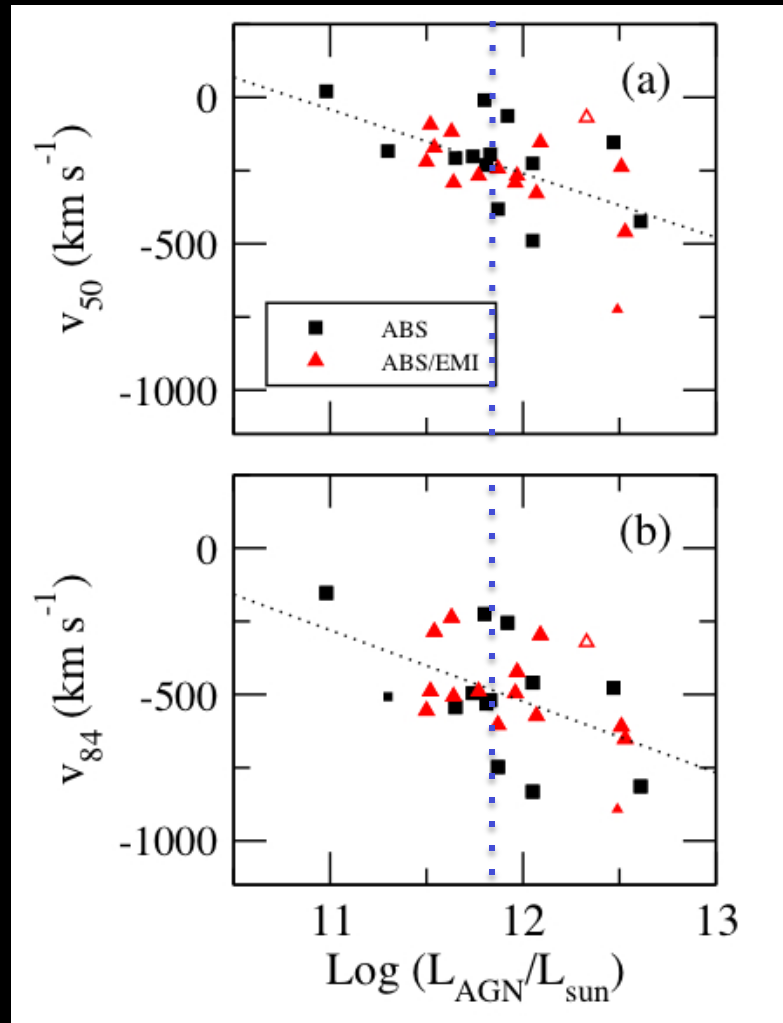 (a)
0
-500
-1000
v50 (km s-1)
ABS
ABS/EMI
(b)
0
-500
-1000
v84 (km s-1)
11 12 13
Log (LAGN/Lsun)